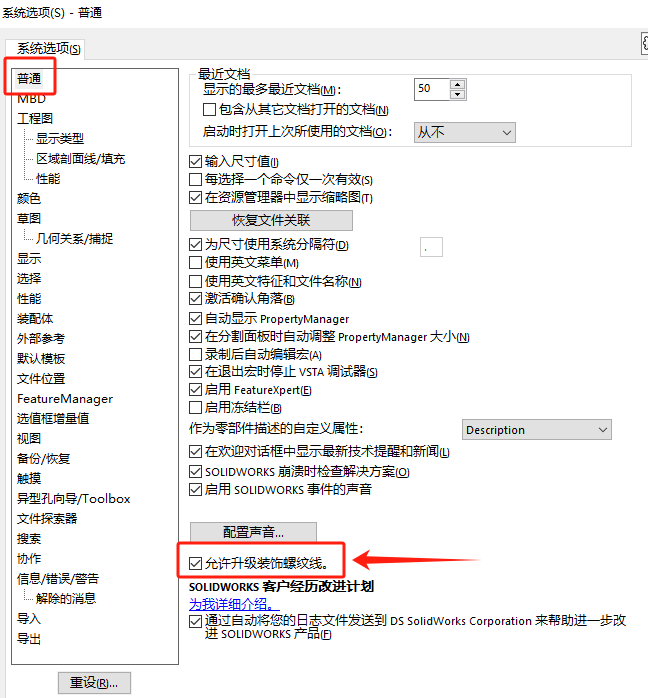 系统选项(S) - 普通
系统选项(S)
普通
MBD
工程图
显示类型
区域剖面线/填充
性能
颜色
草图
几何关系/捕捉
显示
选择
性能
装配体
外部参考
默认模板
文件位置
FeatureManager
选值框增量值
视图
备份/恢复
触摸
异型孔向导/Toolbox
文件探索器
搜索
协作
信息/错误/警告
解除的消息
导入
导出
重设(R)...
最近文档
显示的最多最近文档(M): 50
包含从其它文档打开的文档(N)
启动时打开上次所使用的文档(O): 从不
输入尺寸值(I)
每选择一个命令仅一次有效(S)
在资源管理器中显示缩略图(T)
恢复文件关联
为尺寸使用系统分隔符(D) .
使用英文菜单(M)
使用英文特征和文件名称(N)
激活确认角落(B)
自动显示 PropertyManager
在分割面板时自动调整 PropertyManager 大小(N)
录制后自动编辑宏(A)
在退出宏时停止 VSTA 调试器(S)
启用 FeatureXpert(E)
启用冻结栏(B)
作为零部件描述的自定义属性: Description
在欢迎对话框中显示最新技术提醒和新闻(L)
SOLIDWORKS 崩溃时检查解决方案(O)
启用 SOLIDWORKS 事件的声音
配置声音...
允许升级装饰螺纹线。
SOLIDWORKS 客户经历改进计划
为我详细介绍。
通过自动将您的日志文件发送到 DS SolidWorks Corporation 来帮助进一步改
进 SOLIDWORKS 产品(F)